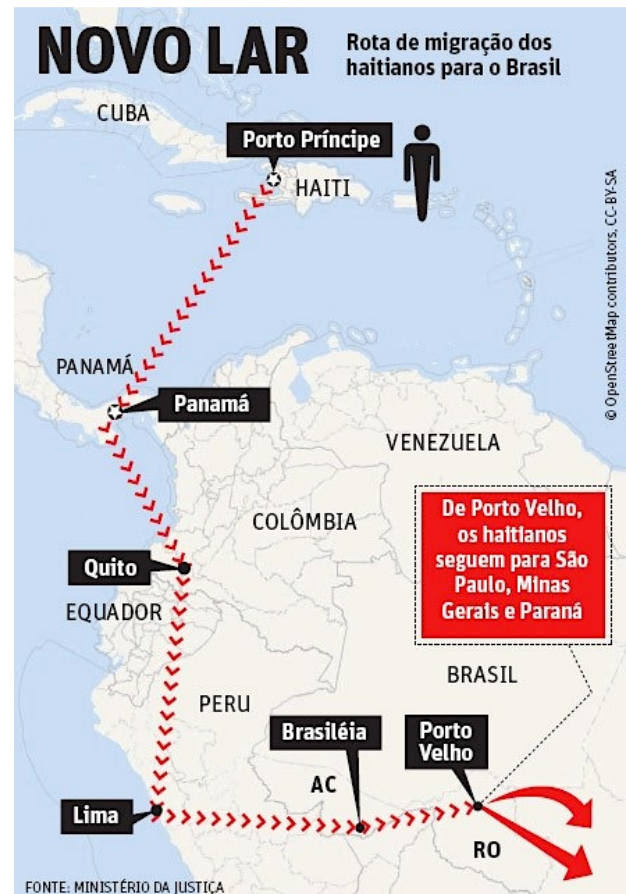 NOVO LAR
Rota de migração dos
haitianos para o Brasil
CUBA
Porto Príncipe
HAITI
© OpenStreetMap contributors, CC-BY-SA
PANAMÁ
Panamá
VENEZUELA
COLÔMBIA
De Porto Velho,
os haitianos
seguem para São
Paulo, Minas
Gerais e Paraná
Quito
EQUADOR
BRASIL
PERU
Brasiléia
Porto
Velho
AC
Lima
RO
FONTE: MINISTÉRIO DA JUSTIÇA